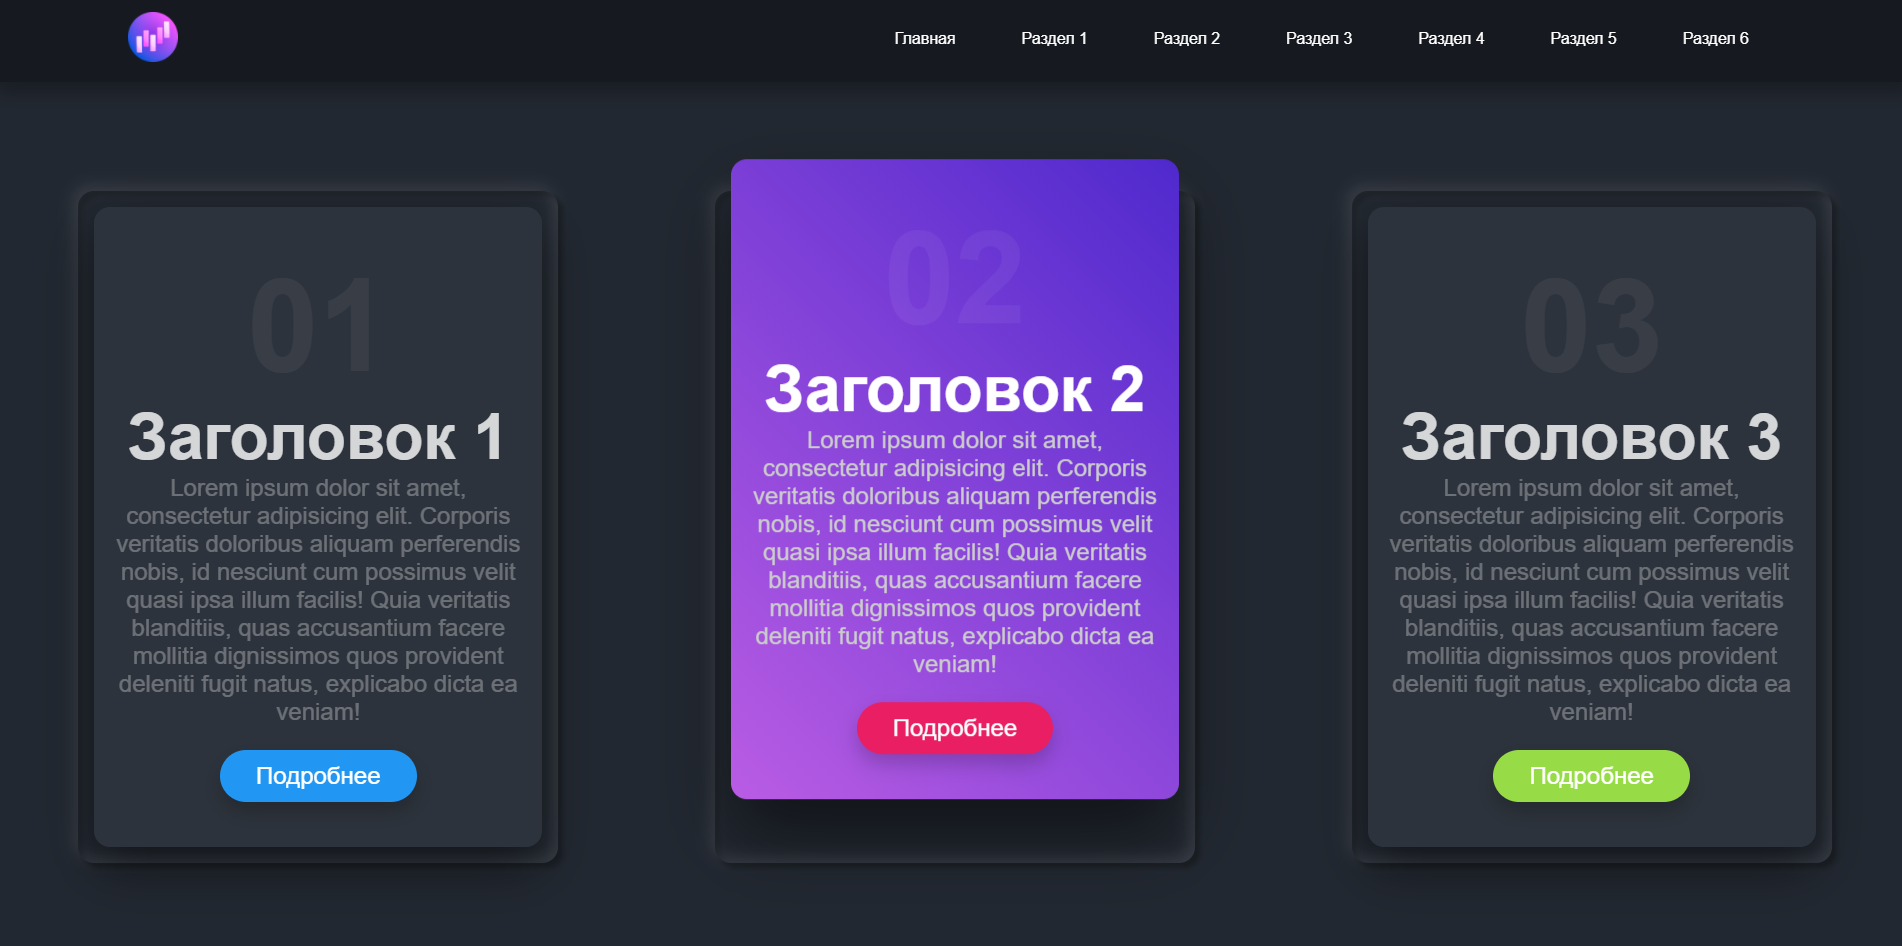 Главная
Раздел 1
Раздел 2
Раздел 3
Раздел 4
Раздел 5
Раздел 6
01
Заголовок 1
Lorem ipsum dolor sit amet,
consectetur adipisicing elit. Corporis
veritatis doloribus aliquam perferendis
nobis, id nesciunt cum possimus velit
quasi ipsa illum facilis! Quia veritatis
blanditiis, quas accusantium facere
mollitia dignissimos quos provident
deleniti fugit natus, explicabo dicta ea
veniam!
Подробнее
02
Заголовок 2
Lorem ipsum dolor sit amet,
consectetur adipisicing elit. Corporis
veritatis doloribus aliquam perferendis
nobis, id nesciunt cum possimus velit
quasi ipsa illum facilis! Quia veritatis
blanditiis, quas accusantium facere
mollitia dignissimos quos provident
deleniti fugit natus, explicabo dicta ea
veniam!
Подробнее
03
Заголовок 3
Lorem ipsum dolor sit amet,
consectetur adipisicing elit. Corporis
veritatis doloribus aliquam perferendis
nobis, id nesciunt cum possimus velit
quasi ipsa illum facilis! Quia veritatis
blanditiis, quas accusantium facere
mollitia dignissimos quos provident
deleniti fugit natus, explicabo dicta ea
veniam!
Подробнее